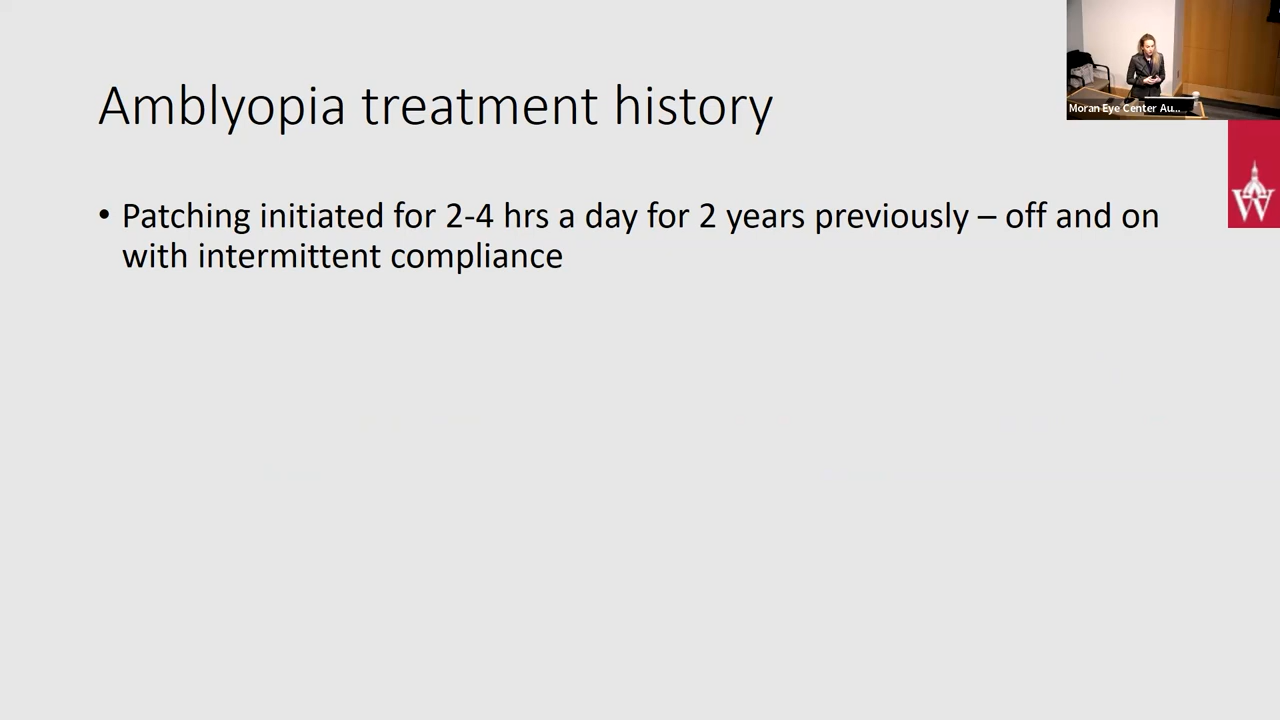 Moran Eye Center Au...
Amblyopia treatment history
W
• Patching initiated for 2-4 hrs a day for 2 years previously – off and on
with intermittent compliance